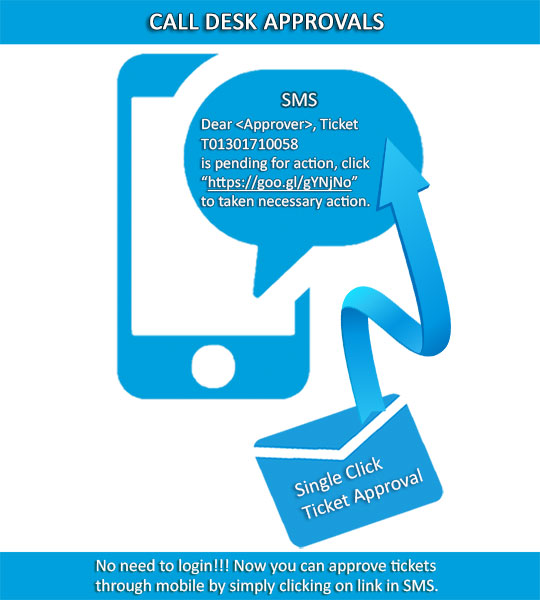 CALL DESK APPROVALS
SMS
Dear <Approver>, Ticket
T01301710058
is pending for action, click
“https://goo.gl/gYNjNo”
to taken necessary action.
Single Click
Ticket Approval
No need to login!!! Now you can approve tickets
through mobile by simply clicking on link in SMS.